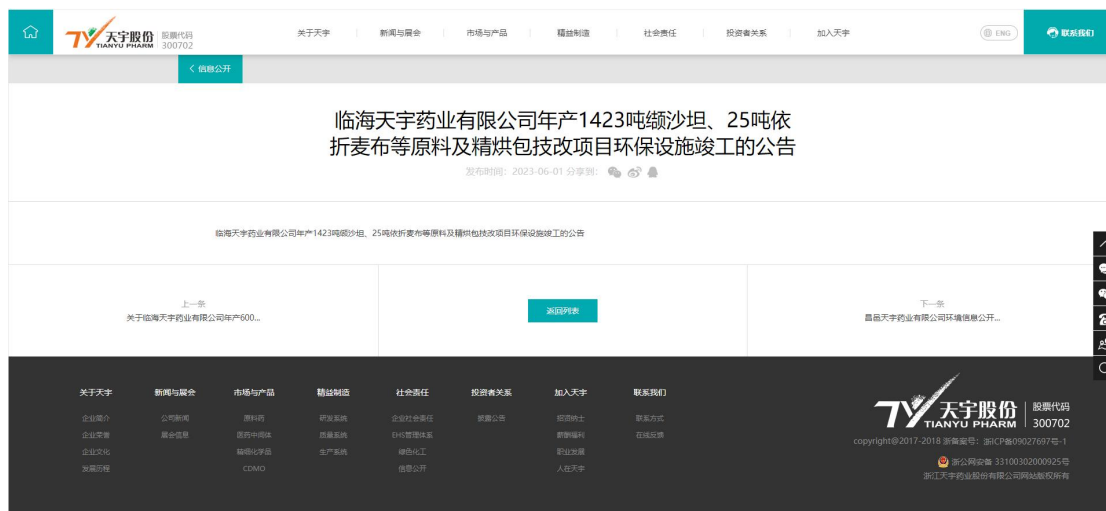 天宇股份 股票代码
TIANYU PHARM 300702
关于天宇 新闻与展会 市场与产品 精益制造 社会责任 投资者关系 加入天宇
ENG
联系我们
< 信息公开
临海天宇药业有限公司年产1423吨缬沙坦、25吨依
折麦布等原料及精烘包技改项目环保设施竣工的公告
发布时间：2023-06-01 分享到：
临海天宇药业有限公司年产1423吨缬沙坦、25吨依折麦布等原料及精烘包技改项目环保设施竣工的公告
上一条
关于临海天宇药业有限公司年产600...
返回列表
下一条
昌邑天宇药业有限公司环境信息公开...
关于天宇 新闻与展会 市场与产品 精益制造 社会责任 投资者关系 加入天宇 联系我们
企业简介 公司新闻 原料药 研发系统 企业社会责任 披露公告 招贤纳士 联系方式
企业荣誉 展会信息 医药中间体 质量系统 EHS管理体系 薪酬福利 在线反馈
企业文化 精细化学品 生产系统 绿色化工 职业发展
发展历程 CDMO 信息公开 人在天宇
天宇股份 股票代码
TIANYU PHARM 300702
copyright@2017-2018 浙备案号：浙ICP备09027697号-1
浙公网安备 33100302000925号
浙江天宇药业股份有限公司网站版权所有